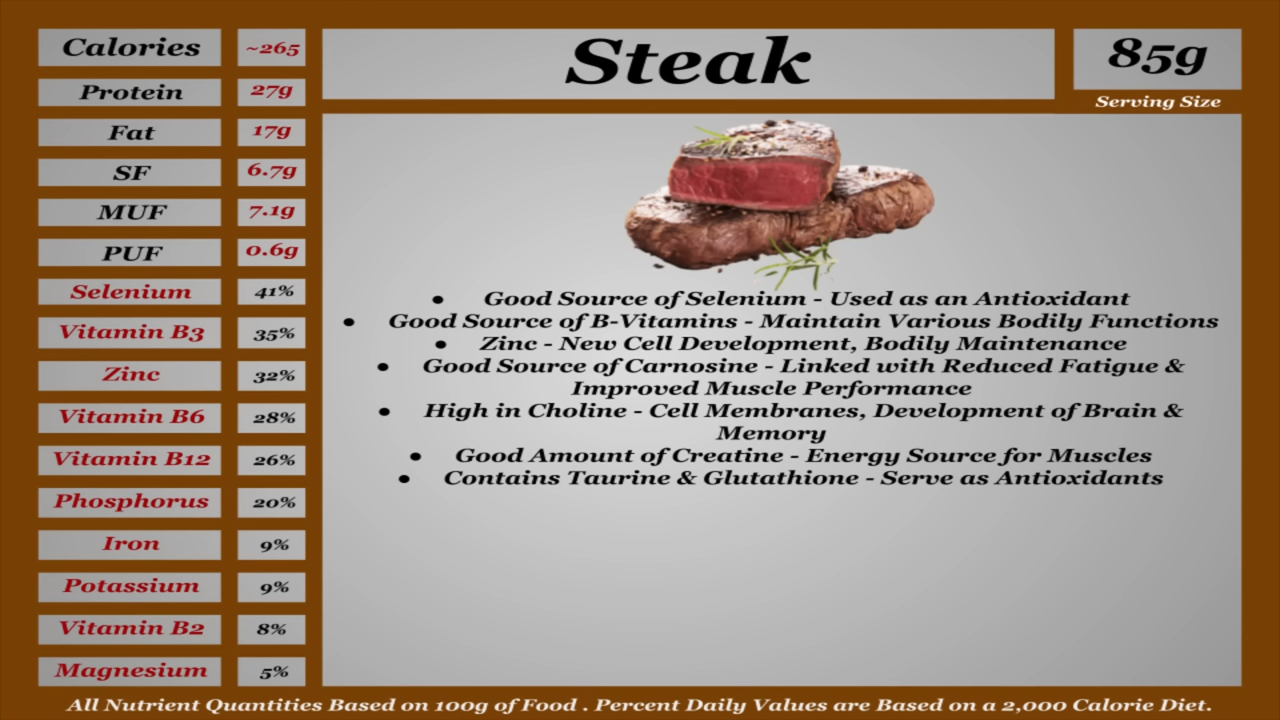 Steak
85g
Serving Size
Calories ~265
Protein 27g
Fat 17g
SF 6.7g
MUF 7.1g
PUF 0.6g
Selenium 41%
Vitamin B3 35%
Zinc 32%
Vitamin B6 28%
Vitamin B12 26%
Phosphorus 20%
Iron 9%
Potassium 9%
Vitamin B2 8%
Magnesium 5%
● Good Source of Selenium - Used as an Antioxidant
● Good Source of B-Vitamins - Maintain Various Bodily Functions
● Zinc - New Cell Development, Bodily Maintenance
● Good Source of Carnosine - Linked with Reduced Fatigue &
Improved Muscle Performance
● High in Choline - Cell Membranes, Development of Brain &
Memory
● Good Amount of Creatine - Energy Source for Muscles
● Contains Taurine & Glutathione - Serve as Antioxidants
All Nutrient Quantities Based on 100g of Food . Percent Daily Values are Based on a 2,000 Calorie Diet.